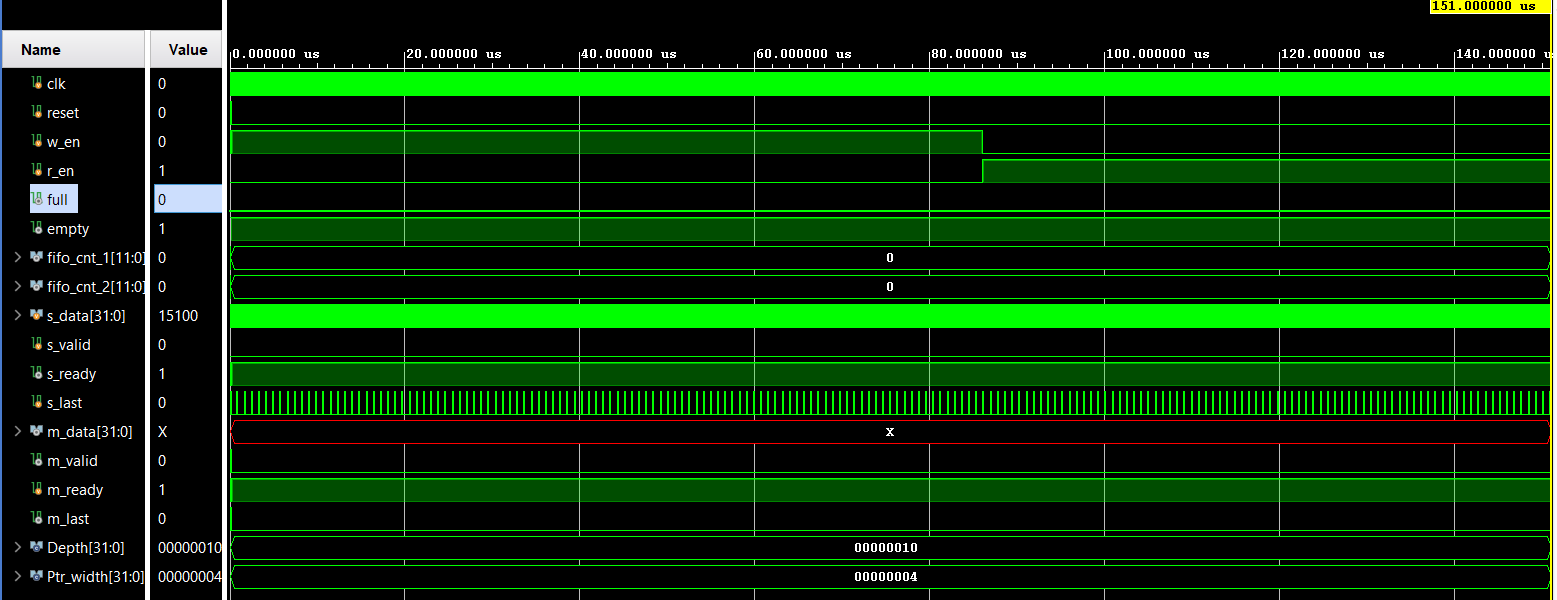 151.000000 us
Name Value
0.000000 us 20.000000 us 40.000000 us 60.000000 us 80.000000 us 100.000000 us 120.000000 us 140.000000 u
clk 0
reset 0
w_en 0
r_en 1
full 0
empty 1
fifo_cnt_1[11:0] 0 0
fifo_cnt_2[11:0] 0 0
s_data[31:0] 15100
s_valid 0
s_ready 1
s_last 0
m_data[31:0] X X
m_valid 0
m_ready 1
m_last 0
Depth[31:0] 00000010 00000010
Ptr_width[31:0] 00000004 00000004